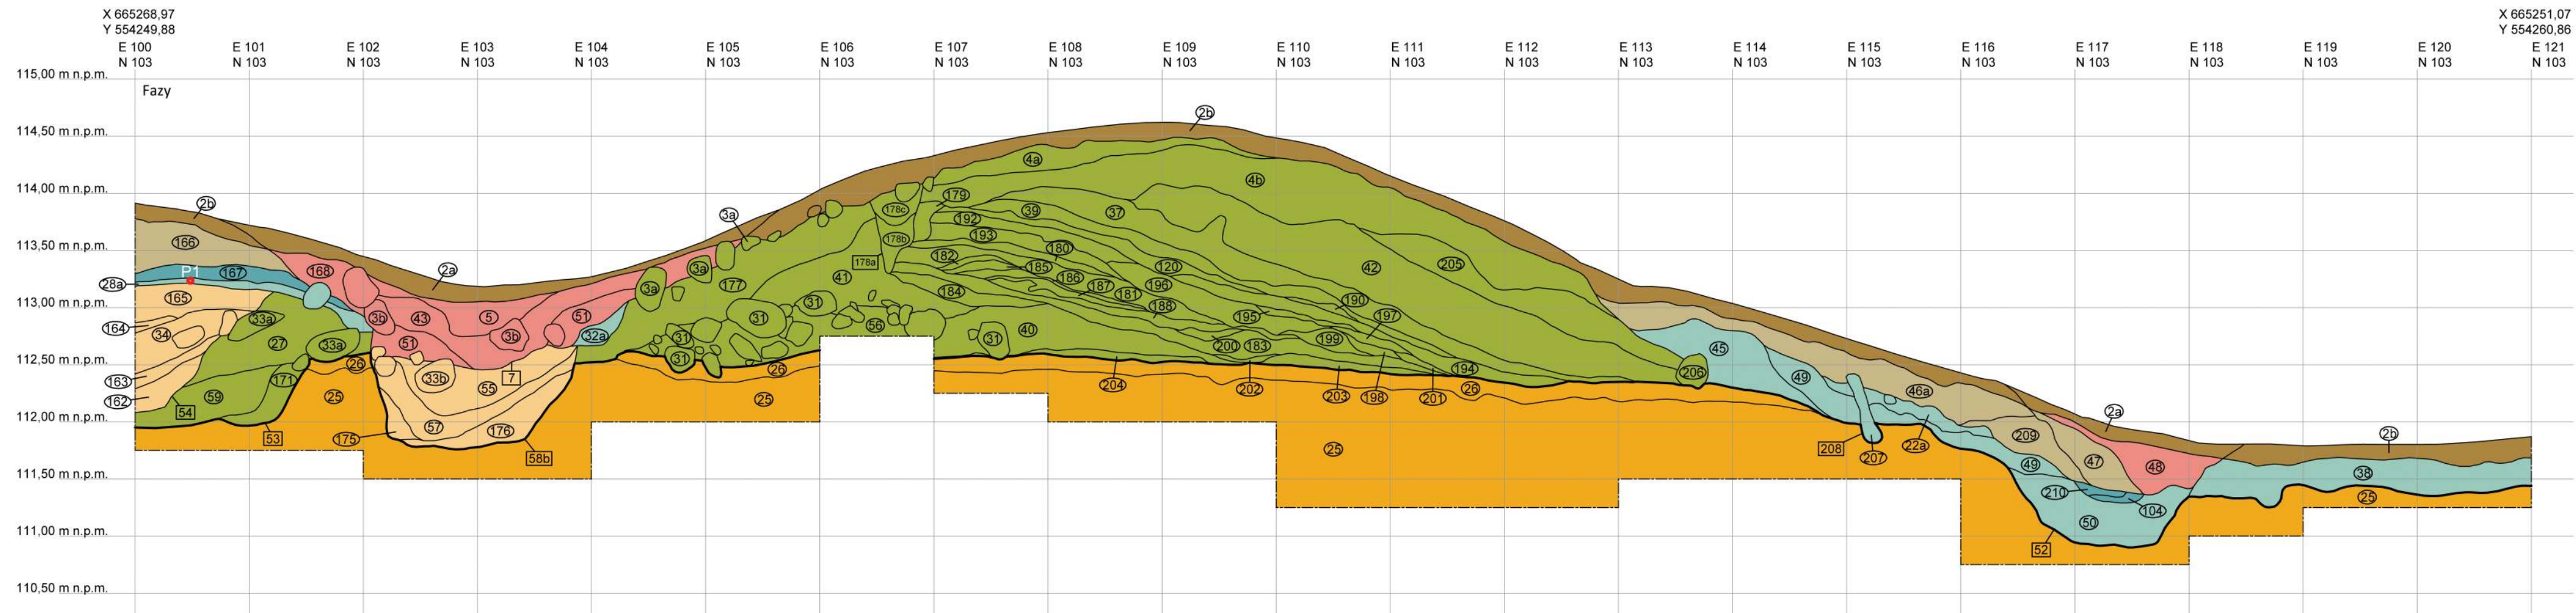 X 665268,97
Y 554249,88
X 665251,07
Y 554260,86
E 100 E 101 E 102 E 103 E 104 E 105 E 106 E 107 E 108 E 109 E 110 E 111 E 112 E 113 E 114 E 115 E 116 E 117 E 118 E 119 E 120 E 121
N 103 N 103 N 103 N 103 N 103 N 103 N 103 N 103 N 103 N 103 N 103 N 103 N 103 N 103 N 103 N 103 N 103 N 103 N 103 N 103 N 103 N 103
115,00 m n.p.m.
Fazy
2b
114,50 m n.p.m.
4a
4b
114,00 m n.p.m.
2b 3a 178c 179 39 37
192
166 178b 193
113,50 m n.p.m.
180
182 178a 185 120 42 205
P1 167 168 2a 3a 41 186
28a 3a 177 187 196
165 184 181 190
113,00 m n.p.m.
31 188
33a 3b 43 5 51 31 195 197
164 34 32a 56 40
27 33a 51 3b 31 31 199
200 183 45
112,50 m n.p.m.
31 26 26 194 206
33b 7 204 202 26 49
163 171 55
59 25 25 203 198 201 46a
162
54
112,00 m n.p.m.
2a
57 176
53 175 209 2b
208 22a
58b 25 207 47
49 48 38
111,50 m n.p.m.
210 25
104
50
111,00 m n.p.m.
52
110,50 m n.p.m.